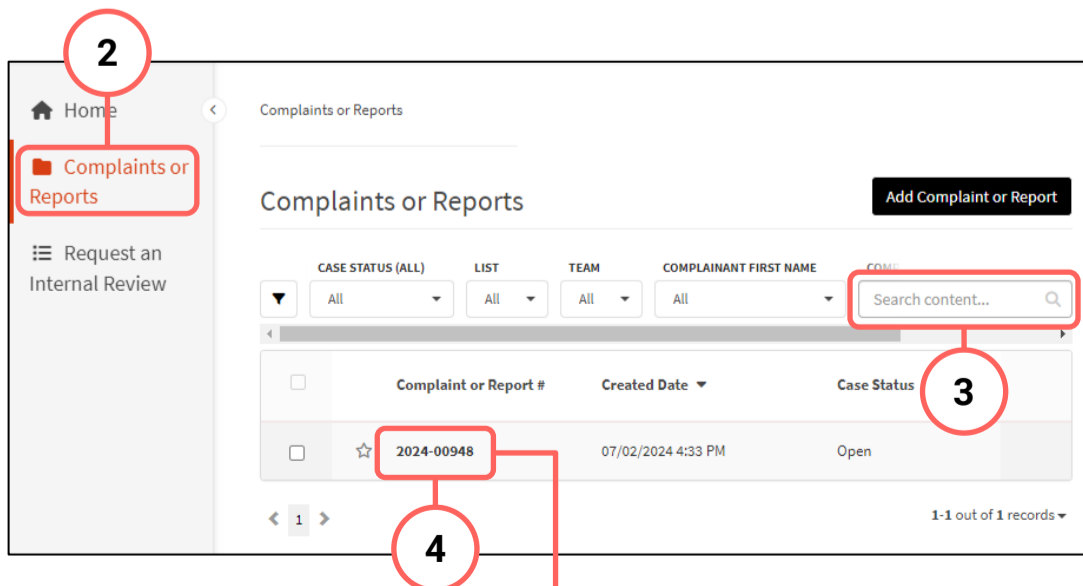 2
Home
Complaints or Reports
Complaints or
Reports
Complaints or Reports
Add Complaint or Report
Request an
Internal Review
CASE STATUS (ALL) LIST TEAM COMPLAINANT FIRST NAME
All All All All Search content...
Complaint or Report # Created Date Case Status
3
2024-00948 07/02/2024 4:33 PM Open
1 1-1 out of 1 records
4